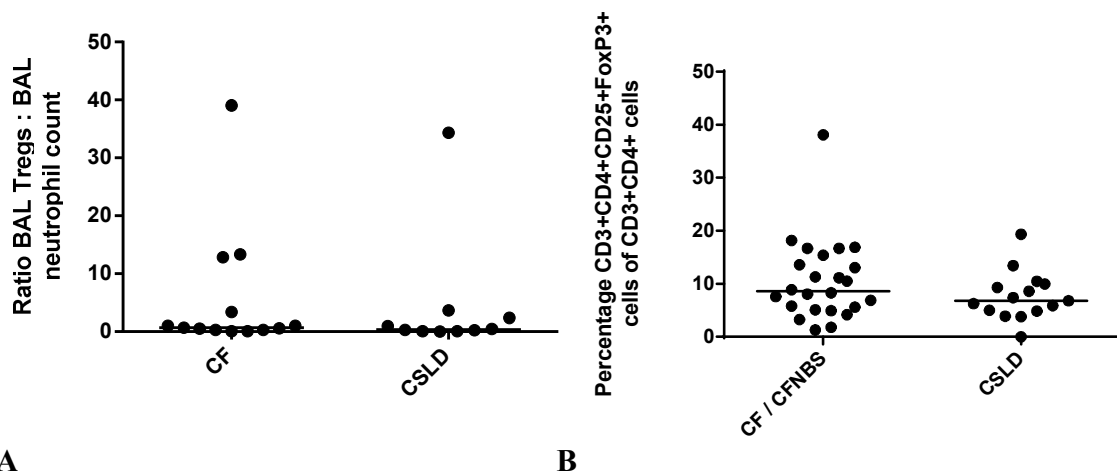 Ratio BAL Tregs : BAL
neutrophil count
50
40
30
20
10
0
CF
CSLD
A
Percentage CD3+CD4+CD25+FoxP3+
cells of CD3+CD4+ cells
50
40
30
20
10
0
CF / CFNBS
CSLD
B